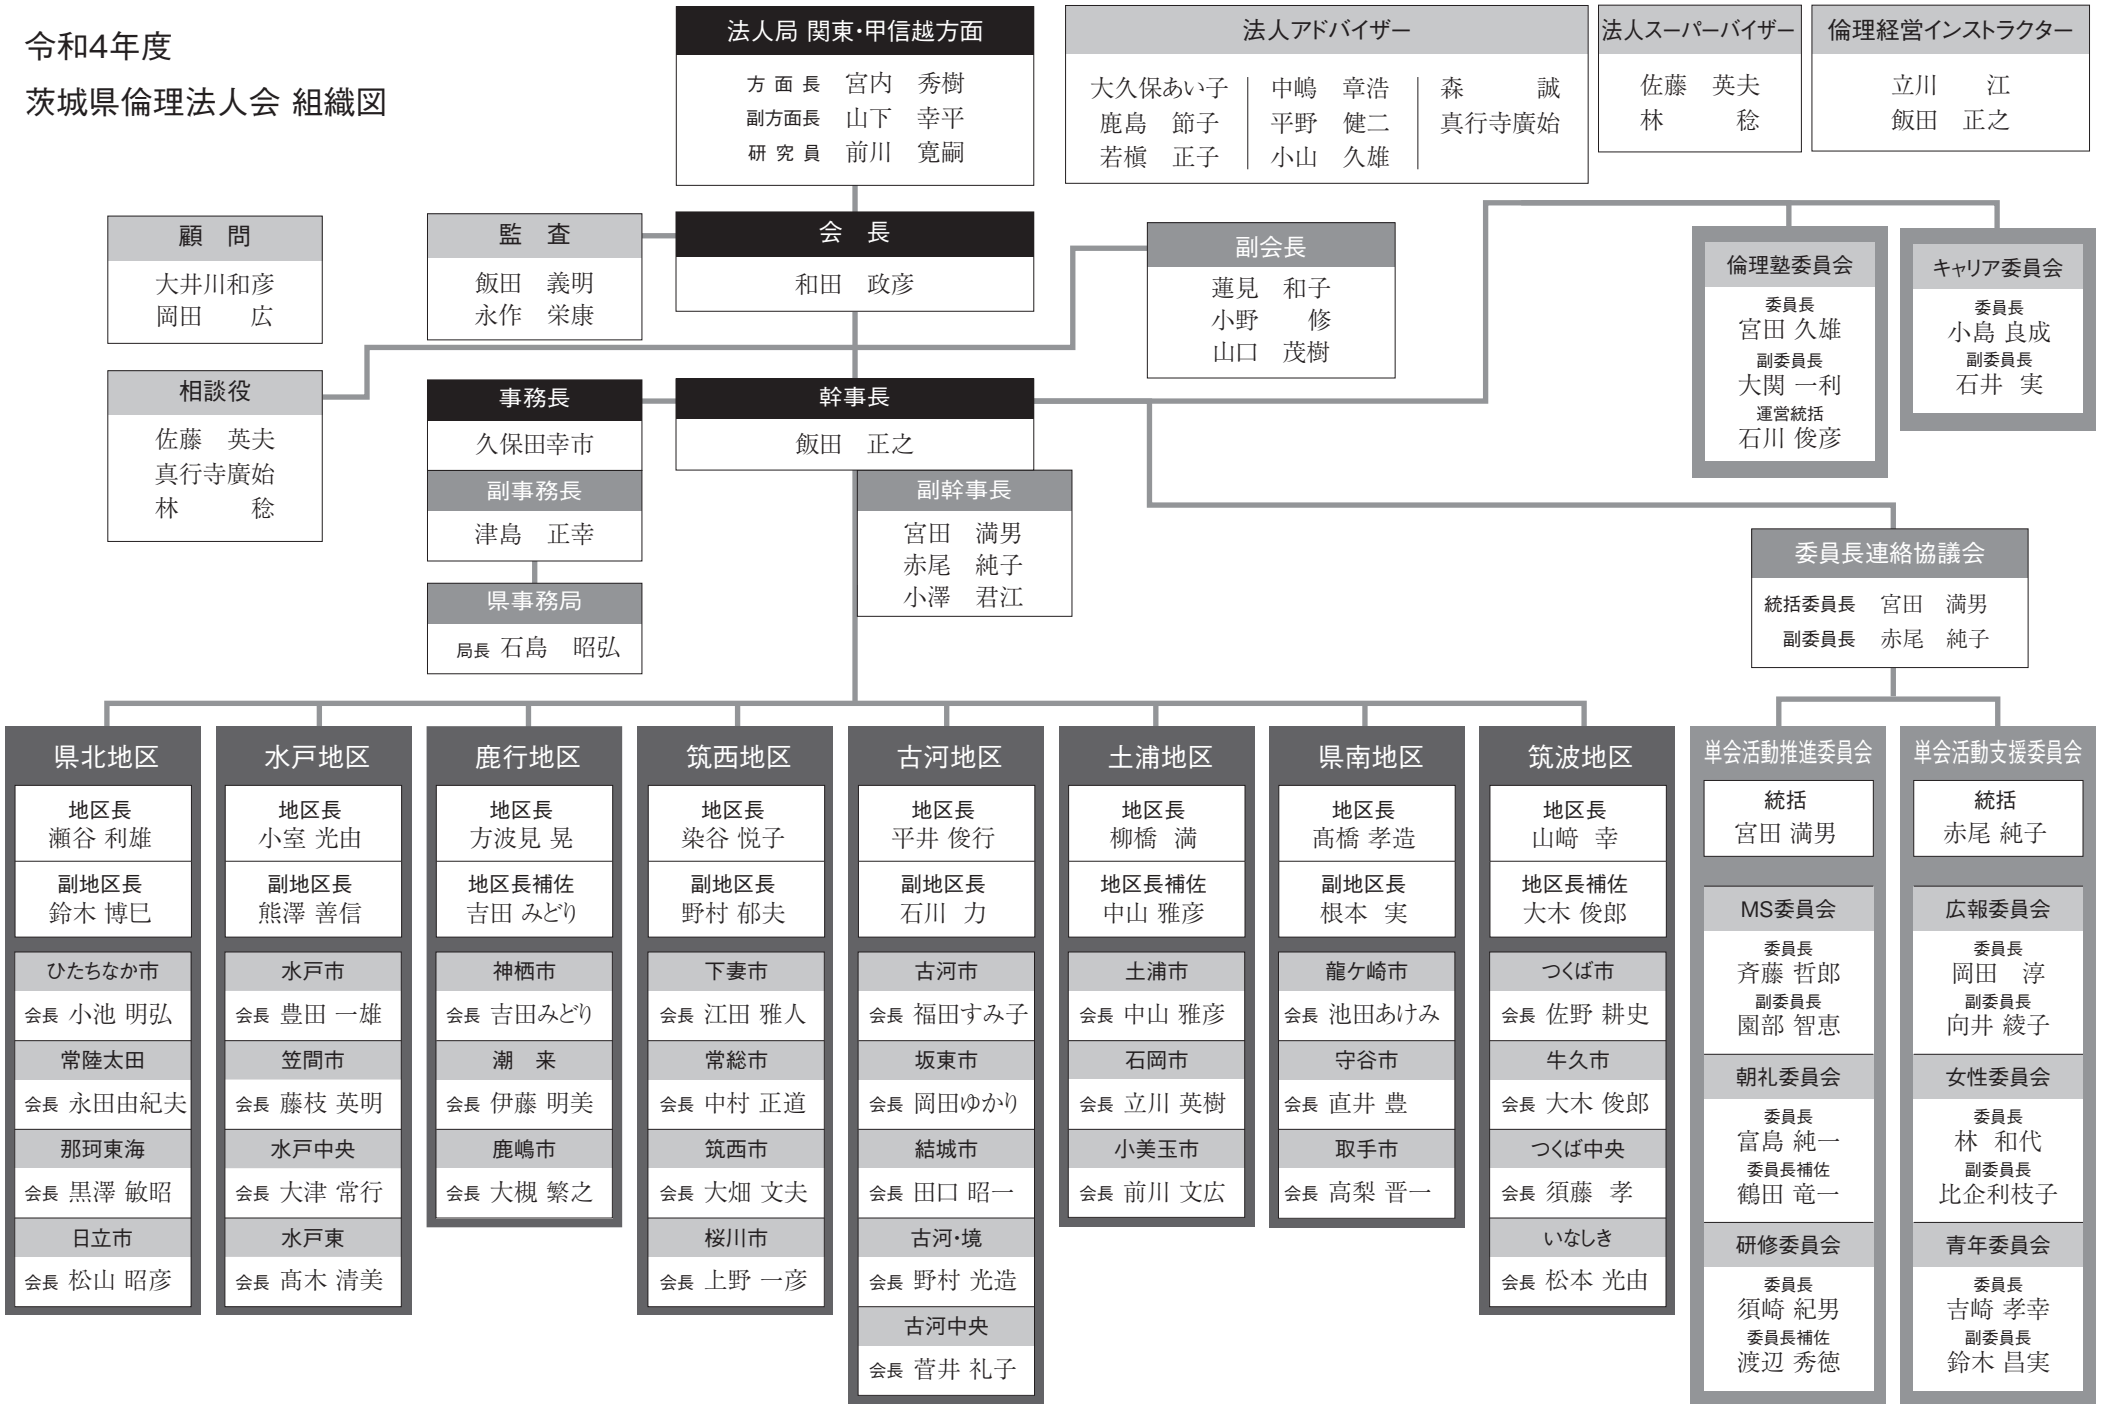 令和4年度
茨城県倫理法人会 組織図
法人局 関東・甲信越方面
方 面 長 宮内 秀樹
副方面長 山下 幸平
研 究 員 前川 寛嗣
法人アドバイザー
大久保あい子
鹿島 節子
若槇 正子
中嶋 章浩
平野 健二
小山 久雄
森 誠
真行寺廣始
法人スーパーバイザー
佐藤 英夫
林 稔
倫理経営インストラクター
立川 江
飯田 正之
顧 問
大井川和彦
岡田 広
監 査
飯田 義明
永作 栄康
会 長
和田 政彦
副会長
蓮見 和子
小野 修
山口 茂樹
倫理塾委員会
委員長
宮田 久雄
副委員長
大関 一利
運営統括
石川 俊彦
キャリア委員会
委員長
小島 良成
副委員長
石井 実
相談役
佐藤 英夫
真行寺廣始
林 稔
事務長
久保田幸市
副事務長
津島 正幸
県事務局
局長 石島 昭弘
幹事長
飯田 正之
副幹事長
宮田 満男
赤尾 純子
小澤 君江
委員長連絡協議会
統括委員長 宮田 満男
副委員長 赤尾 純子
県北地区
地区長
瀬谷 利雄
副地区長
鈴木 博巳
ひたちなか市
会長 小池 明弘
常陸太田
会長 永田由紀夫
那珂東海
会長 黒澤 敏昭
日立市
会長 松山 昭彦
水戸地区
地区長
小室 光由
副地区長
熊澤 善信
水戸市
会長 豊田 一雄
笠間市
会長 藤枝 英明
水戸中央
会長 大津 常行
水戸東
会長 髙木 清美
鹿行地区
地区長
方波見 晃
地区長補佐
吉田 みどり
神栖市
会長 吉田みどり
潮 来
会長 伊藤 明美
鹿嶋市
会長 大槻 繁之
筑西地区
地区長
染谷 悦子
副地区長
野村 郁夫
下妻市
会長 江田 雅人
常総市
会長 中村 正道
筑西市
会長 大畑 文夫
桜川市
会長 上野 一彦
古河地区
地区長
平井 俊行
副地区長
石川 力
古河市
会長 福田すみ子
坂東市
会長 岡田ゆかり
結城市
会長 田口 昭一
古河・境
会長 野村 光造
古河中央
会長 菅井 礼子
土浦地区
地区長
柳橋 満
地区長補佐
中山 雅彦
土浦市
会長 中山 雅彦
石岡市
会長 立川 英樹
小美玉市
会長 前川 文広
県南地区
地区長
髙橋 孝造
副地区長
根本 実
龍ケ崎市
会長 池田あけみ
守谷市
会長 直井 豊
取手市
会長 高梨 晋一
筑波地区
地区長
山﨑 幸
地区長補佐
大木 俊郎
つくば市
会長 佐野 耕史
牛久市
会長 大木 俊郎
つくば中央
会長 須藤 孝
いなしき
会長 松本 光由
単会活動推進委員会
統括
宮田 満男
MS委員会
委員長
斉藤 哲郎
副委員長
園部 智恵
朝礼委員会
委員長
富島 純一
委員長補佐
鶴田 竜一
研修委員会
委員長
須崎 紀男
委員長補佐
渡辺 秀徳
単会活動支援委員会
統括
赤尾 純子
広報委員会
委員長
岡田 淳
副委員長
向井 綾子
女性委員会
委員長
林 和代
副委員長
比企利枝子
青年委員会
委員長
吉崎 孝幸
副委員長
鈴木 昌実